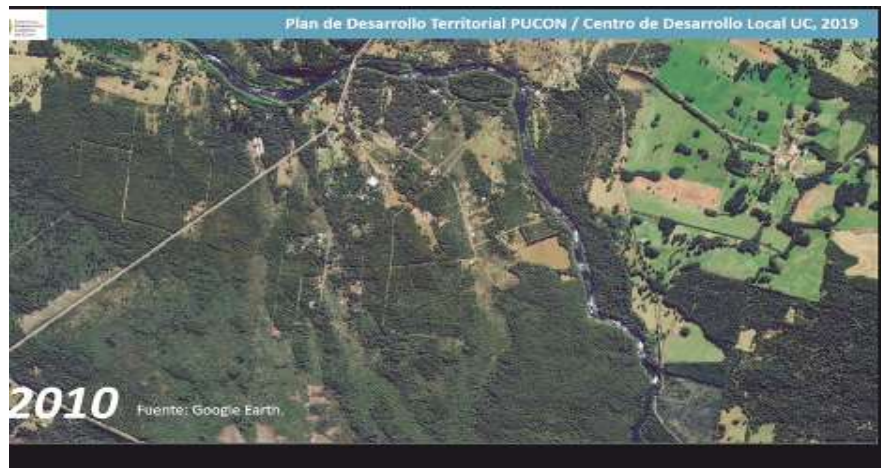 Plan de Desarrollo Territorial PUCON / Centro de Desarrollo Local UC, 2019
2010
Fuente: Google Earth.